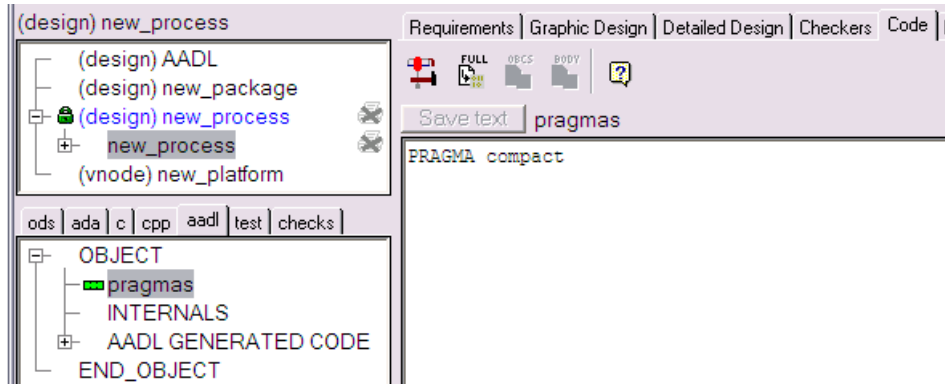 (design) new_process
(design) AADL
(design) new_package
(design) new_process
new_process
(vnode) new_platform
ods ada c cpp aadl test checks
OBJECT
pragmas
INTERNALS
AADL GENERATED CODE
END_OBJECT
Requirements Graphic Design Detailed Design Checkers Code
FULL OBCS BODY
Save text pragmas
PRAGMA compact